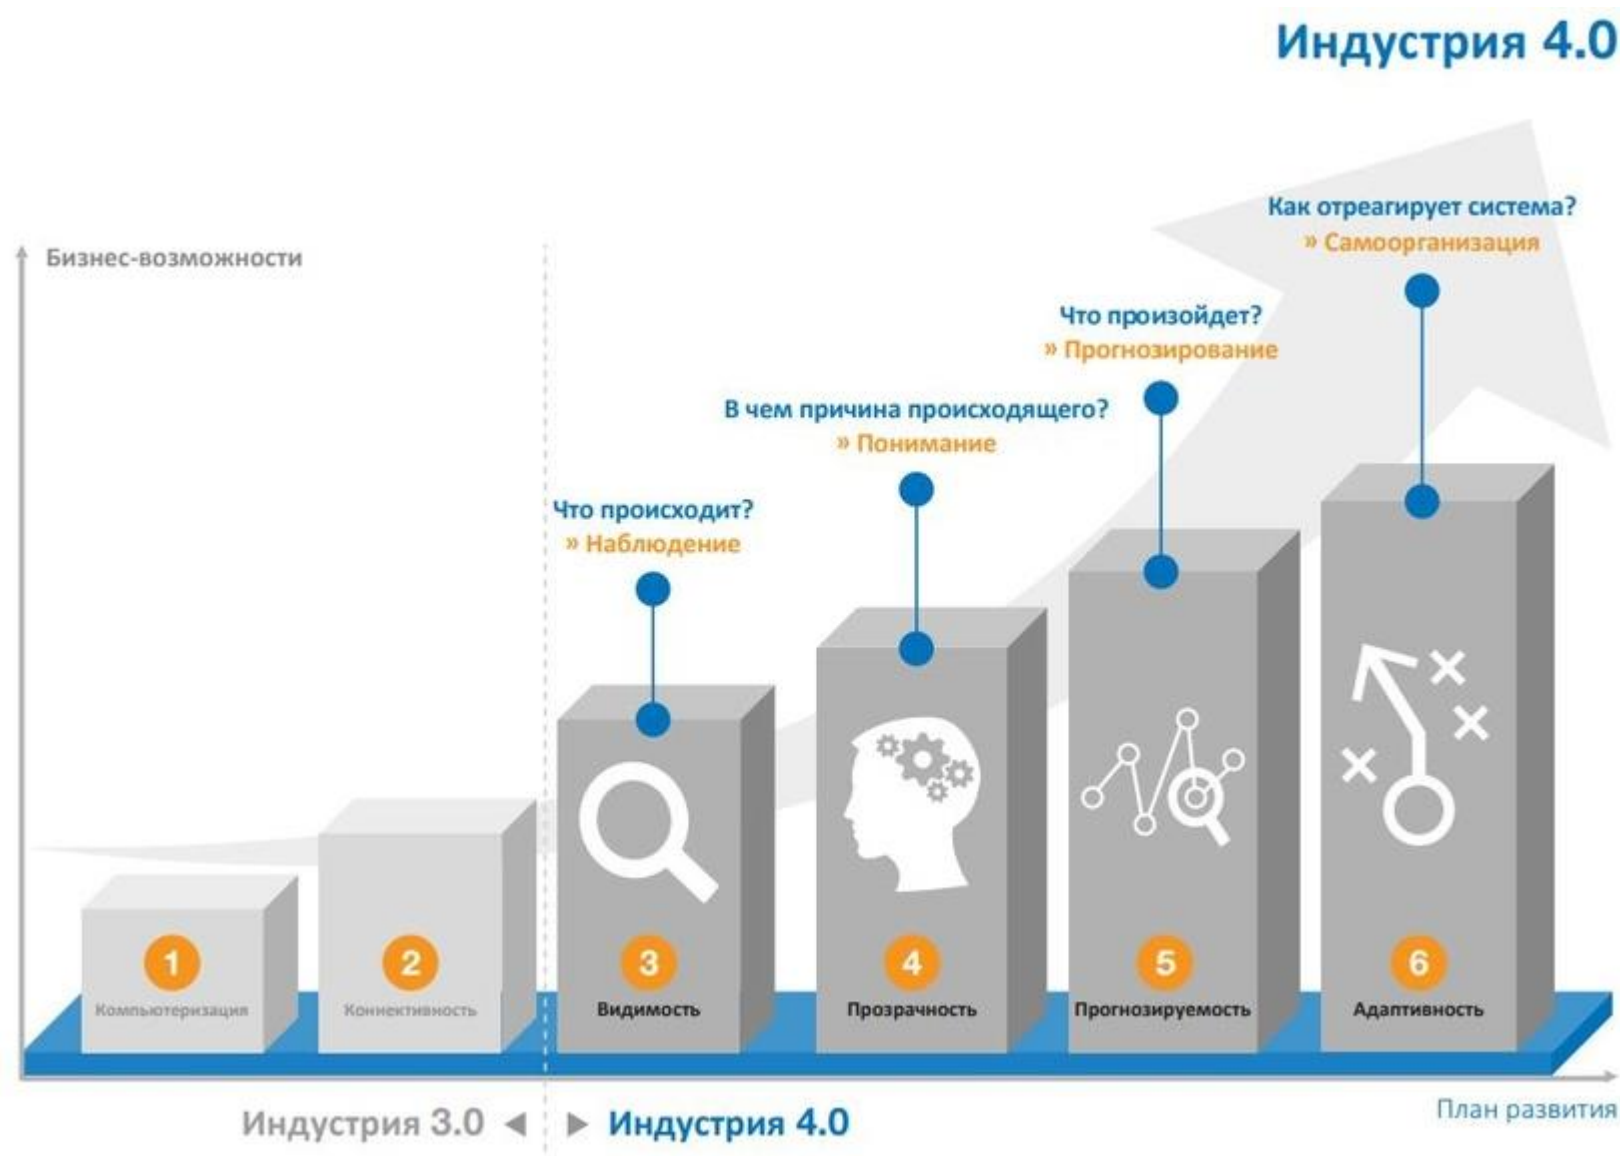 Индустрия 4.0
Бизнес-возможности
Как отреагирует система?
» Самоорганизация
Что произойдет?
» Прогнозирование
В чем причина происходящего?
» Понимание
Что происходит?
» Наблюдение
1
Компьютеризация
2
Коннективность
3
Видимость
4
Прозрачность
5
Прогнозируемость
6
Адаптивность
Индустрия 3.0
Индустрия 4.0
План развития